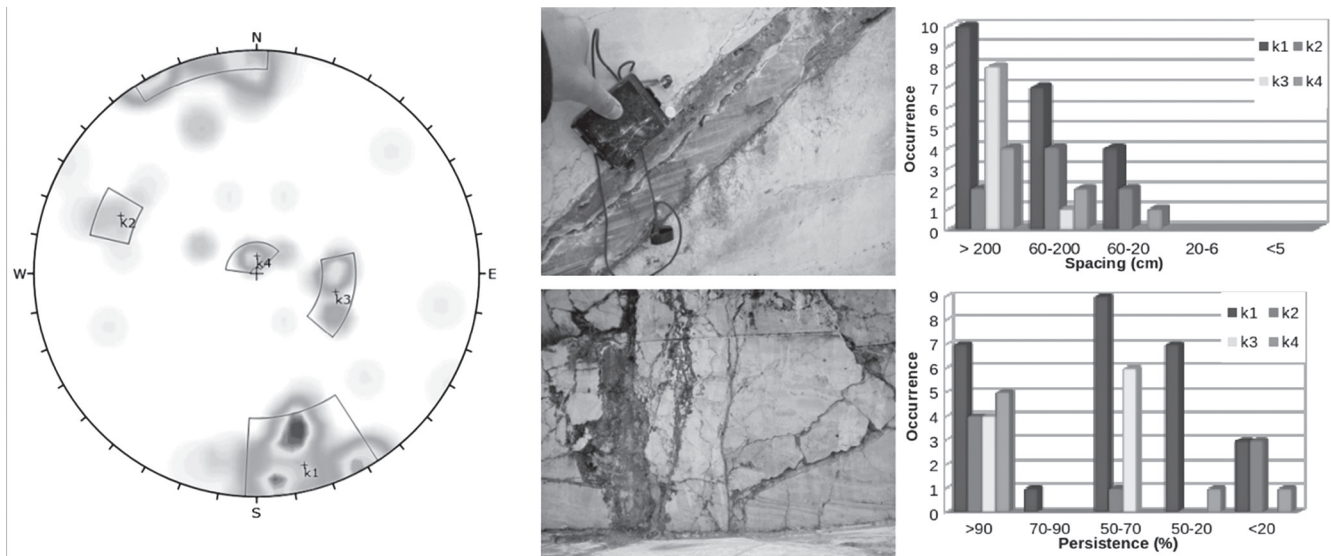 N
W
E
S
k2
k4
k3
k1
10
9
8
7
6
5
4
3
2
1
0
Occurrence
k1 k2
k3 k4
> 200 60-200 60-20 20-6 <5
Spacing (cm)
9
8
7
6
5
4
3
2
1
0
Occurrence
k1 k2
k3 k4
>90 70-90 50-70 50-20 <20
Persistence (%)